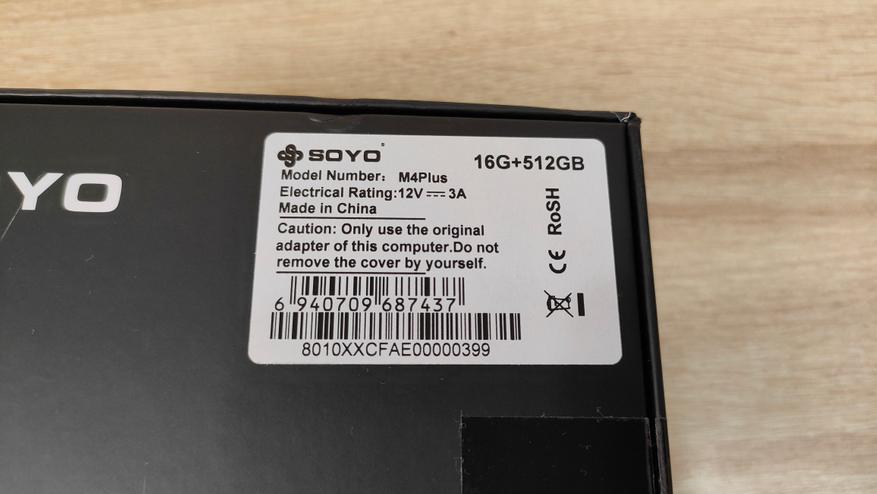 YO
SOYO
16G+512GB
Model Number: M4Plus
Electrical Rating:12V 3A
Made in China
Caution: Only use the original
adapter of this computer.Do not
remove the cover by yourself.
CE RoSH
6 940709 687437
8010XXCFAE00000399